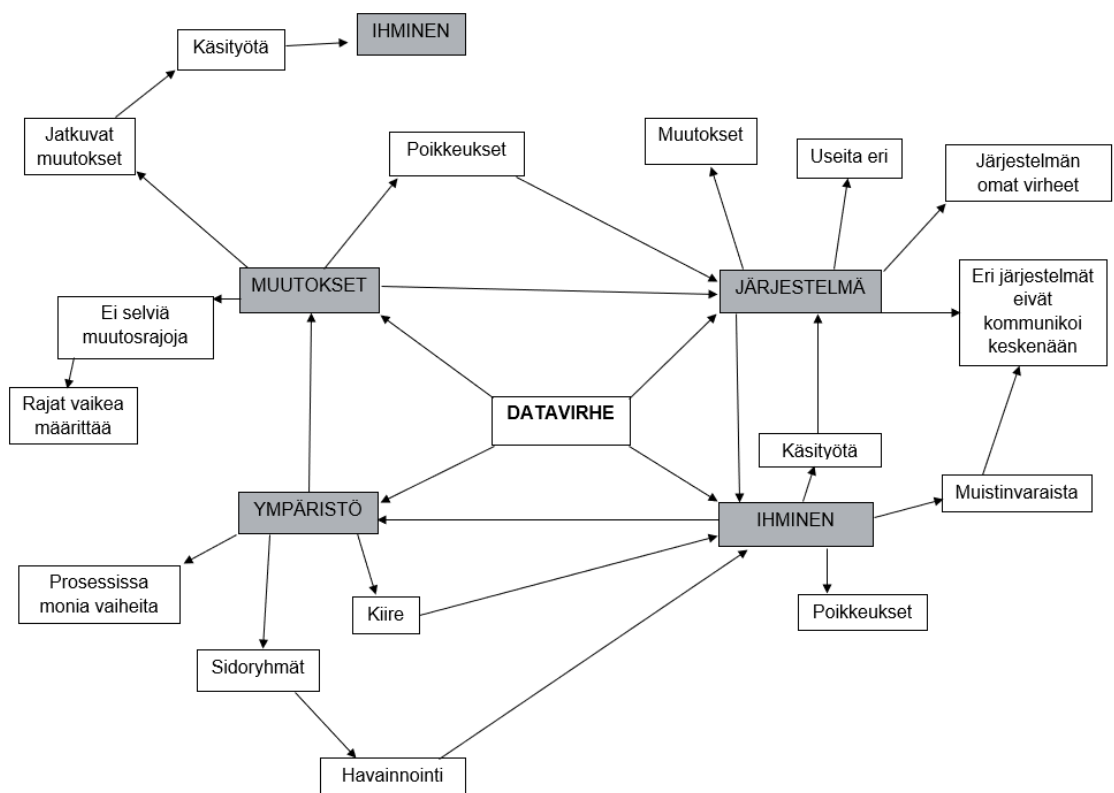 IHMINEN
Käsityötä
Jatkuvat
muutokset
Poikkeukset
Muutokset
Useita eri
Järjestelmän
omat virheet
MUUTOKSET
JÄRJESTELMÄ
Ei selviä
muutosrajoja
Eri järjestelmät
eivät
kommunikoi
keskenään
Rajat vaikea
määrittää
DATAVIRHE
Käsityötä
Muistinvaraista
YMPÄRISTÖ
IHMINEN
Prosessissa
monia vaiheita
Kiire
Poikkeukset
Sidoryhmät
Havainnointi